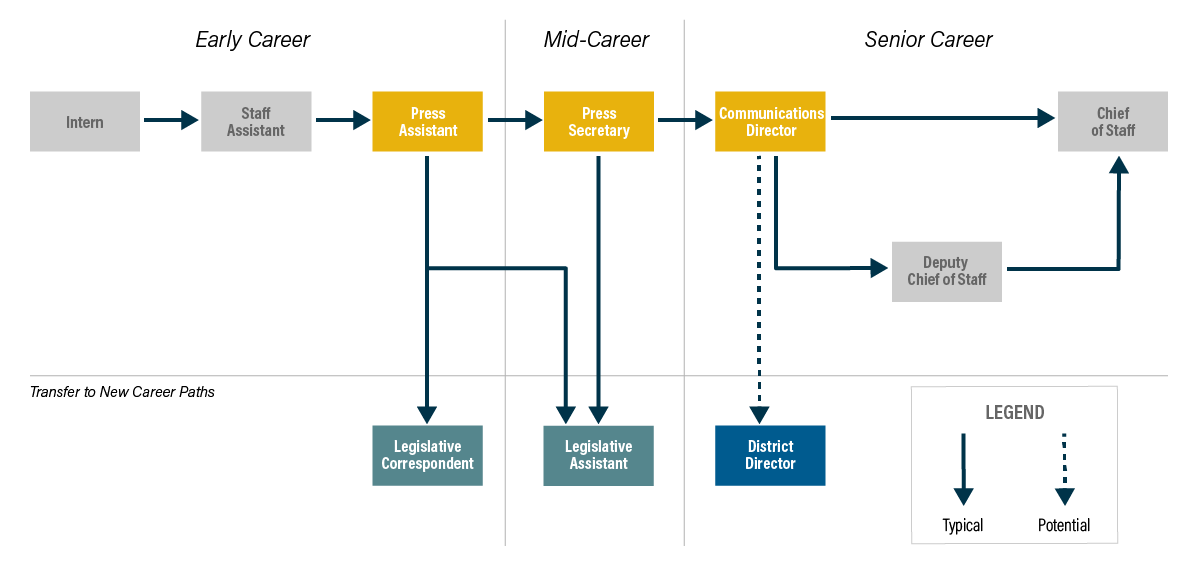 Early Career
Mid-Career
Senior Career
Intern
Staff
Assistant
Press
Assistant
Press
Secretary
Communications
Director
Chief
of Staff
Deputy
Chief of Staff
Transfer to New Career Paths
Legislative
Correspondent
Legislative
Assistant
District
Director
LEGEND
Typical
Potential